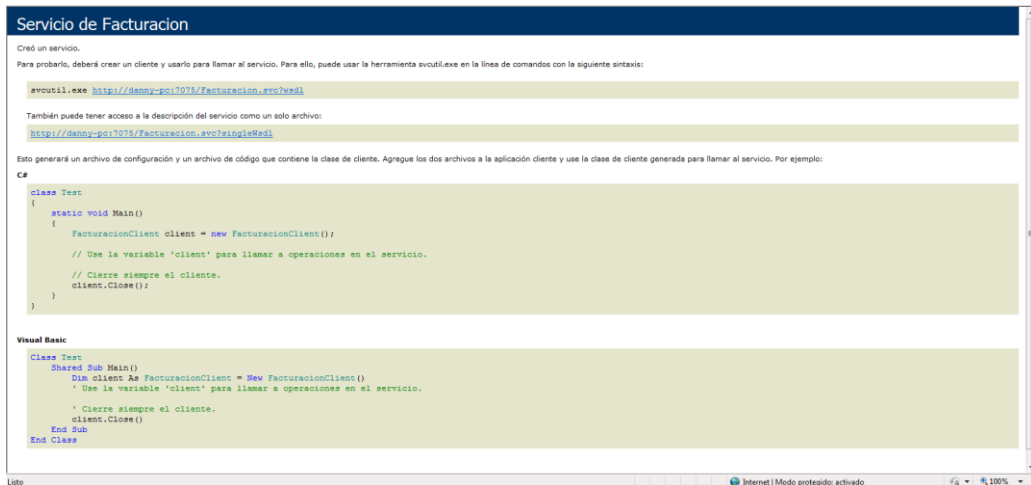 Servicio de Facturacion
Creó un servicio.
Para probarlo, deberá crear un cliente y usarlo para llamar al servicio. Para ello, puede usar la herramienta svcutil.exe en la línea de comandos con la siguiente sintaxis:
svcutil.exe http://danny-pc:7075/Facturacion.svc?wsdl
También puede tener acceso a la descripción del servicio como un solo archivo:
http://danny-pc:7075/Facturacion.svc?singleWsdl
Esto generará un archivo de configuración y un archivo de código que contiene la clase de cliente. Agregue los dos archivos a la aplicación cliente y use la clase de cliente generada para llamar al servicio. Por ejemplo:
C#
class Test
{
static void Main()
{
FacturacionClient client = new FacturacionClient();
// Use la variable 'client' para llamar a operaciones en el servicio.
// Cierre siempre el cliente.
client.Close();
}
}
Visual Basic
Class Test
Shared Sub Main()
Dim client As FacturacionClient = New FacturacionClient()
' Use la variable 'client' para llamar a operaciones en el servicio.
' Cierre siempre el cliente.
client.Close()
End Sub
End Class
Listo Internet | Modo protegido: activado 100%